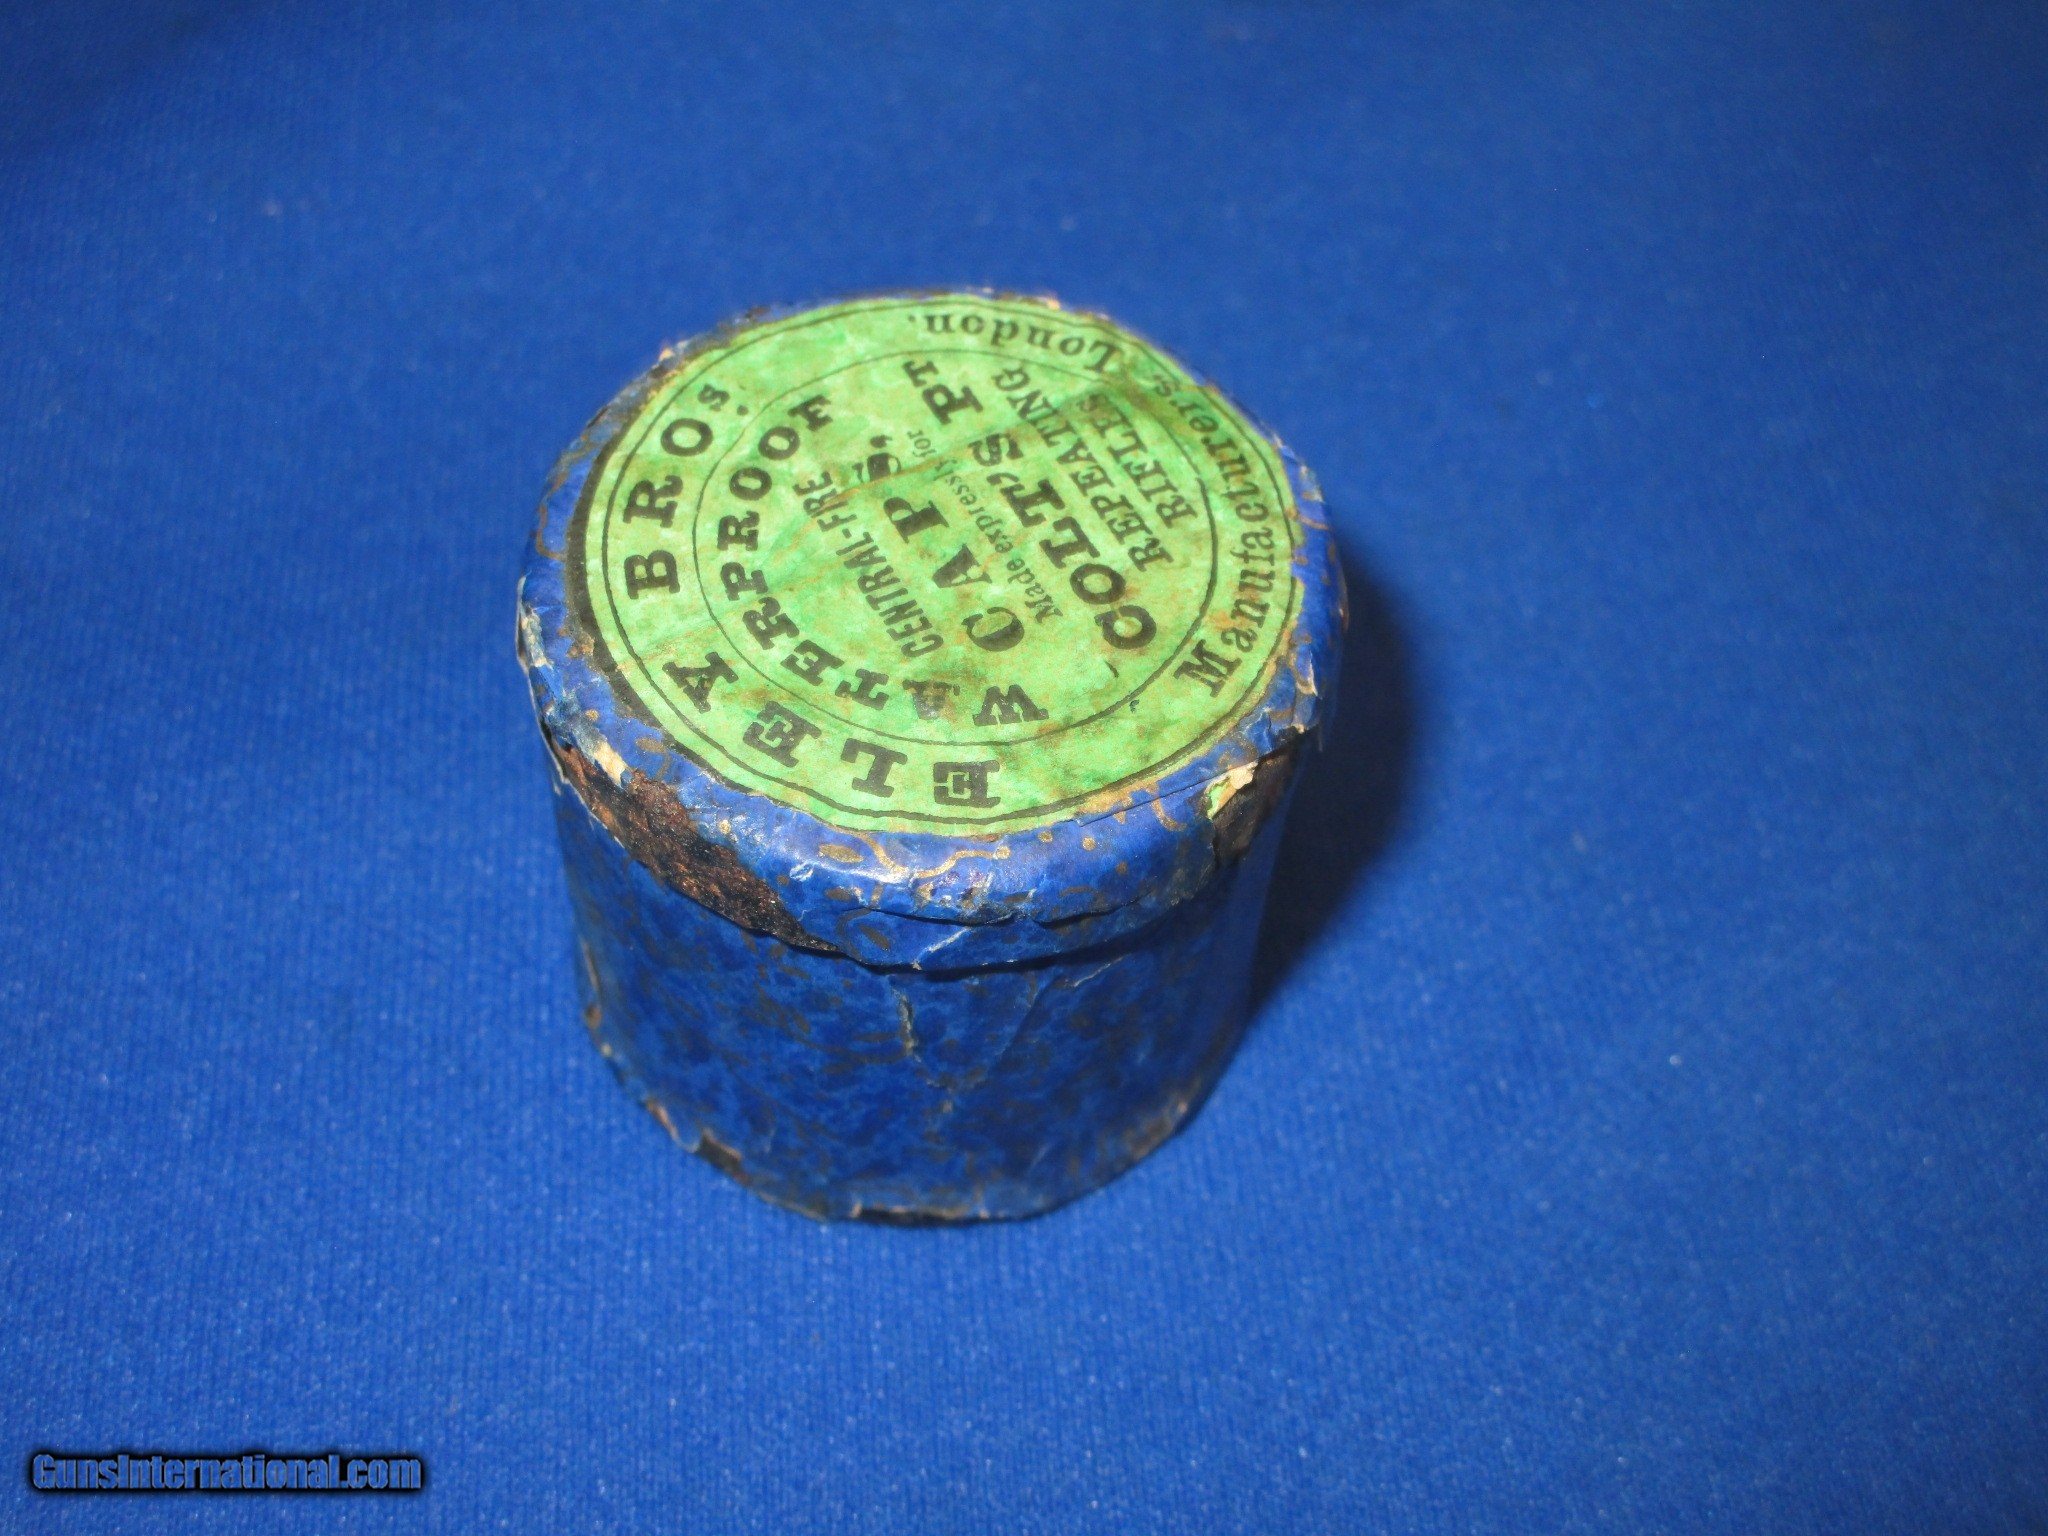 ELEY BROS.
WATERPROOF
CENTRAL-FIRE
CAPS,
Made expressly for
COLT'S PT
REPEATING
RIFLES
Manufacturers, London.
GunsInternational.com